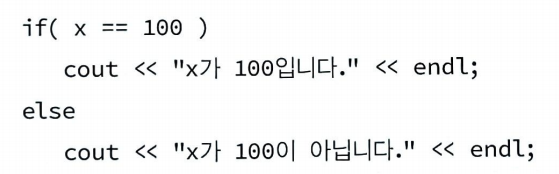 if( x == 100 )
cout << "x가 100입니다." << endl;
else
cout << "x가 100이 아닙니다." << endl;